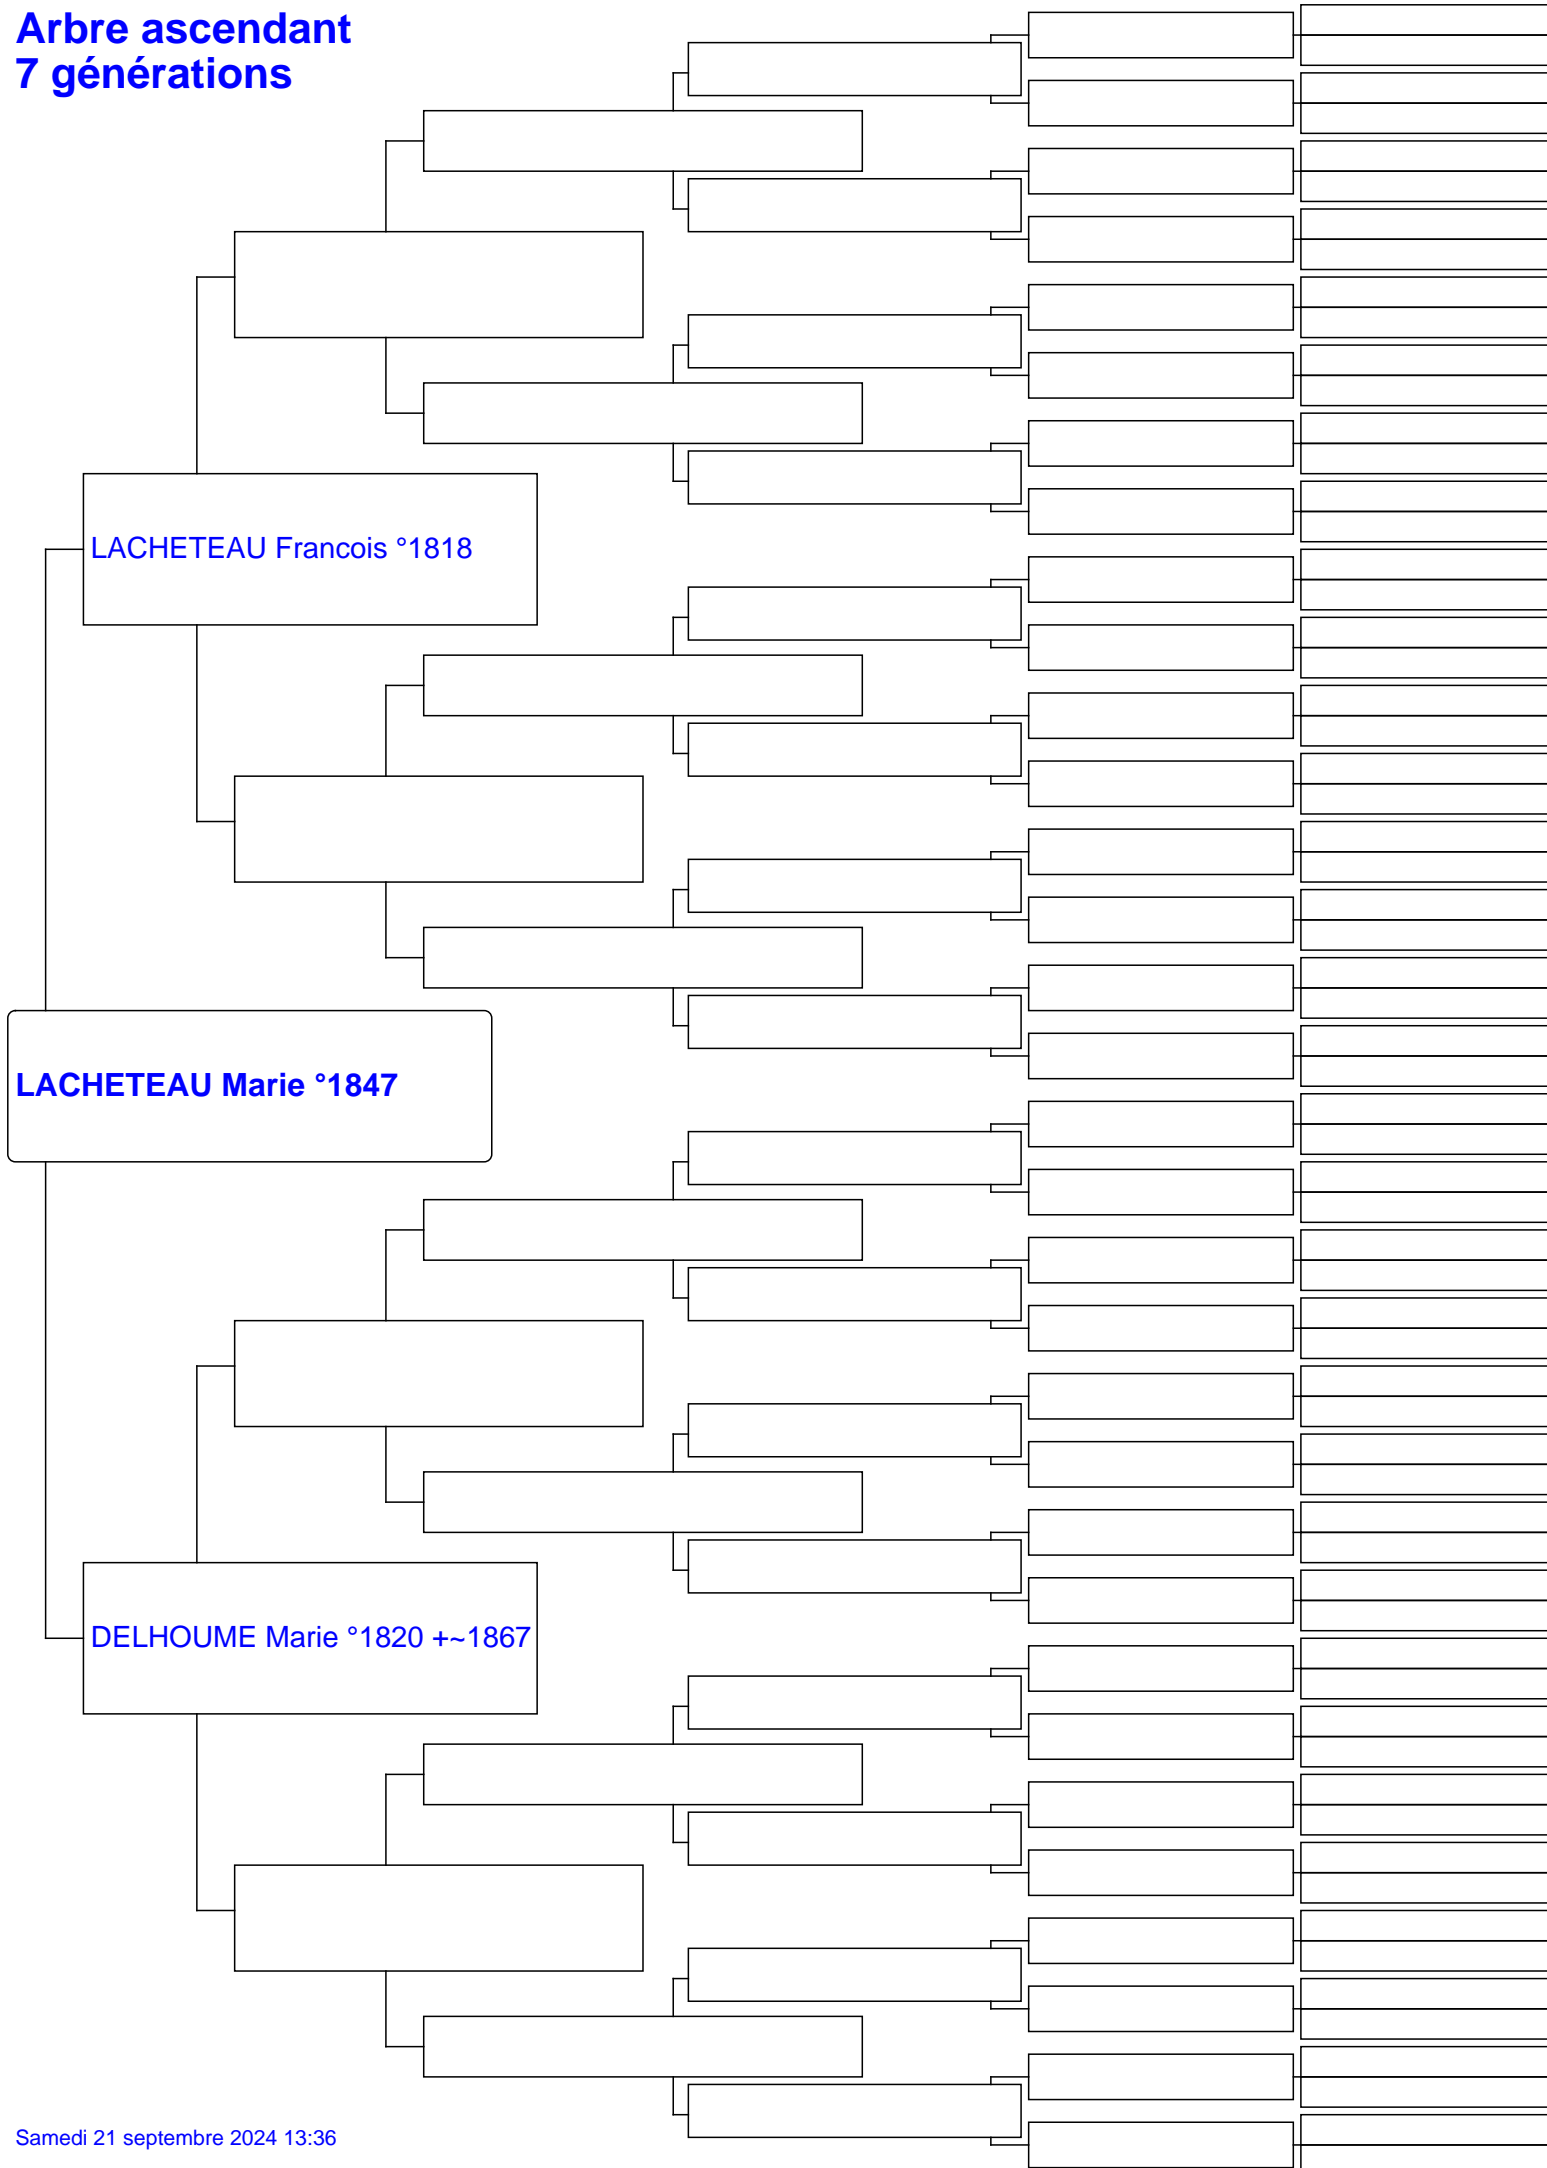 Arbre ascendant
7 générations
LACHETEAU Francois °1818
LACHETEAU Marie °1847
DELHOUME Marie °1820 +~1867
Samedi 21 septembre 2024 13:36